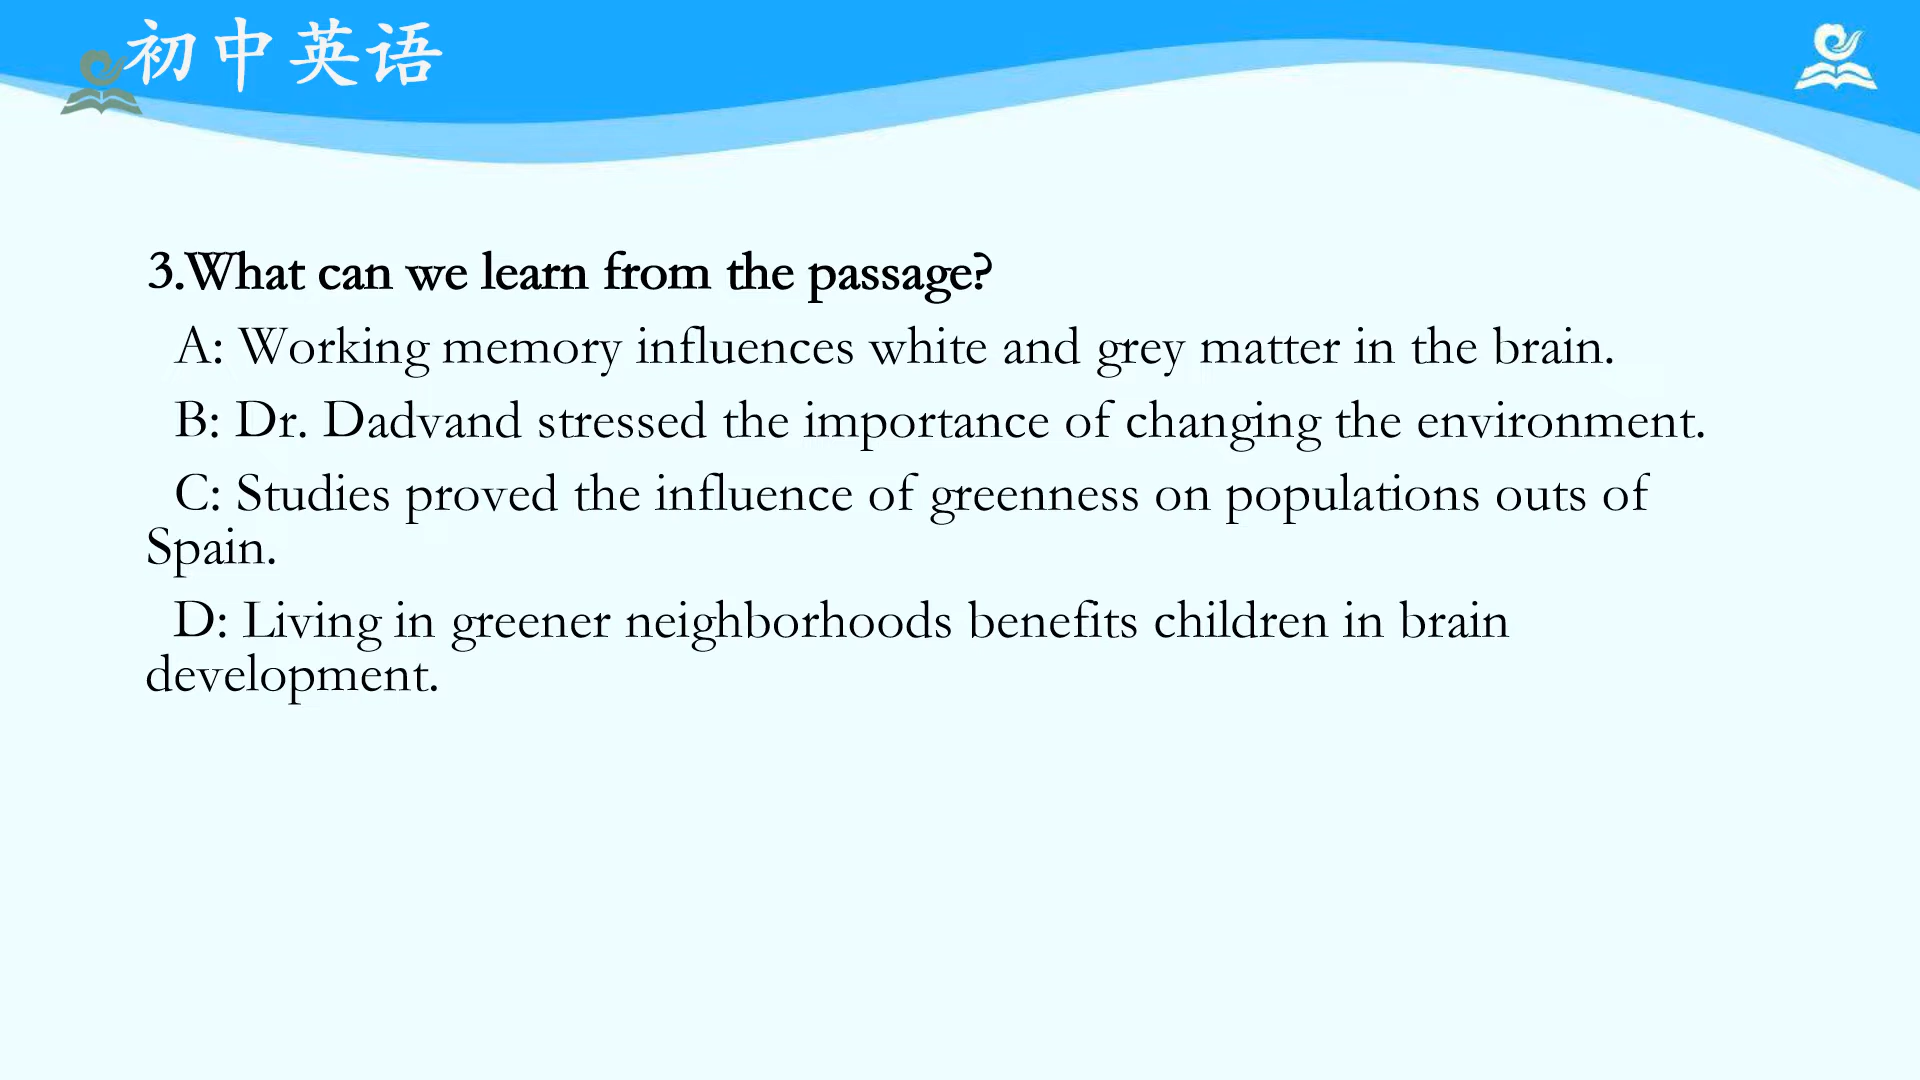 初中英语
3.What can we learn from the passage?
A: Working memory influences white and grey matter in the brain.
B: Dr. Dadvand stressed the importance of changing the environment.
C: Studies proved the influence of greenness on populations outs of
Spain.
D: Living in greener neighborhoods benefits children in brain
development.